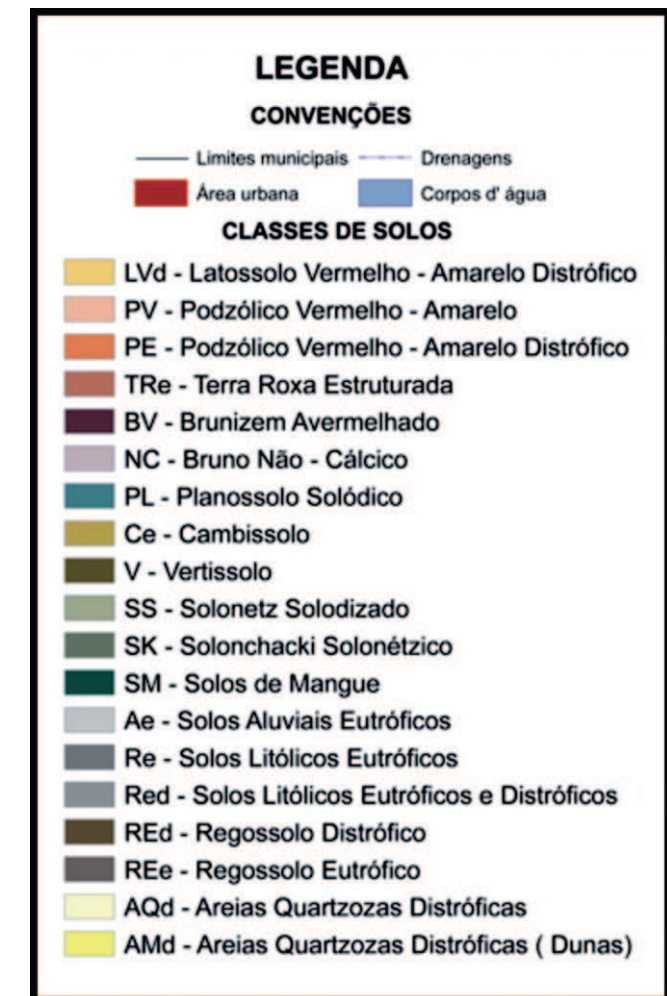 LEGENDA
CONVENÇÕES
Limites municipais Drenagens
Área urbana Corpos d' água
CLASSES DE SOLOS
LVd - Latossolo Vermelho - Amarelo Distrófico
PV - Podzólico Vermelho - Amarelo
PE - Podzólico Vermelho - Amarelo Distrófico
TRe - Terra Roxa Estruturada
BV - Brunizem Avermelhado
NC - Bruno Não - Cálcico
PL - Planossolo Solódico
Ce - Cambissolo
V - Vertissolo
SS - Solonetz Solodizado
SK - Solonchacki Solonétzico
SM - Solos de Mangue
Ae - Solos Aluviais Eutróficos
Re - Solos Litólicos Eutróficos
Red - Solos Litólicos Eutróficos e Distróficos
REd - Regossolo Distrófico
REe - Regossolo Eutrófico
AQd - Areias Quartzozas Distróficas
AMd - Areias Quartzozas Distróficas ( Dunas)